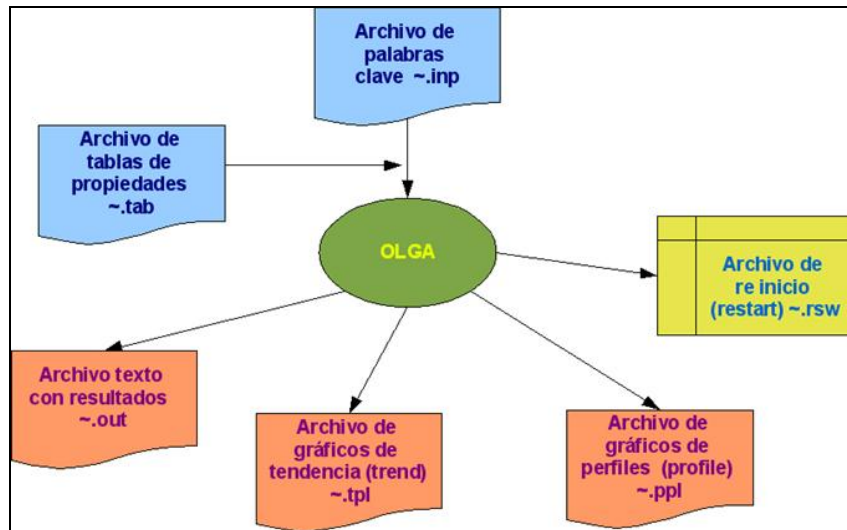 Archivo de
palabras
clave ~.inp
Archivo de
tablas de
propiedades
~.tab
OLGA
Archivo de
re inicio
(restart) ~.rsw
Archivo texto
con resultados
~.out
Archivo de
gráficos de
tendencia (trend)
~.tpl
Archivo de
gráficos de
perfiles (profile)
~.ppl